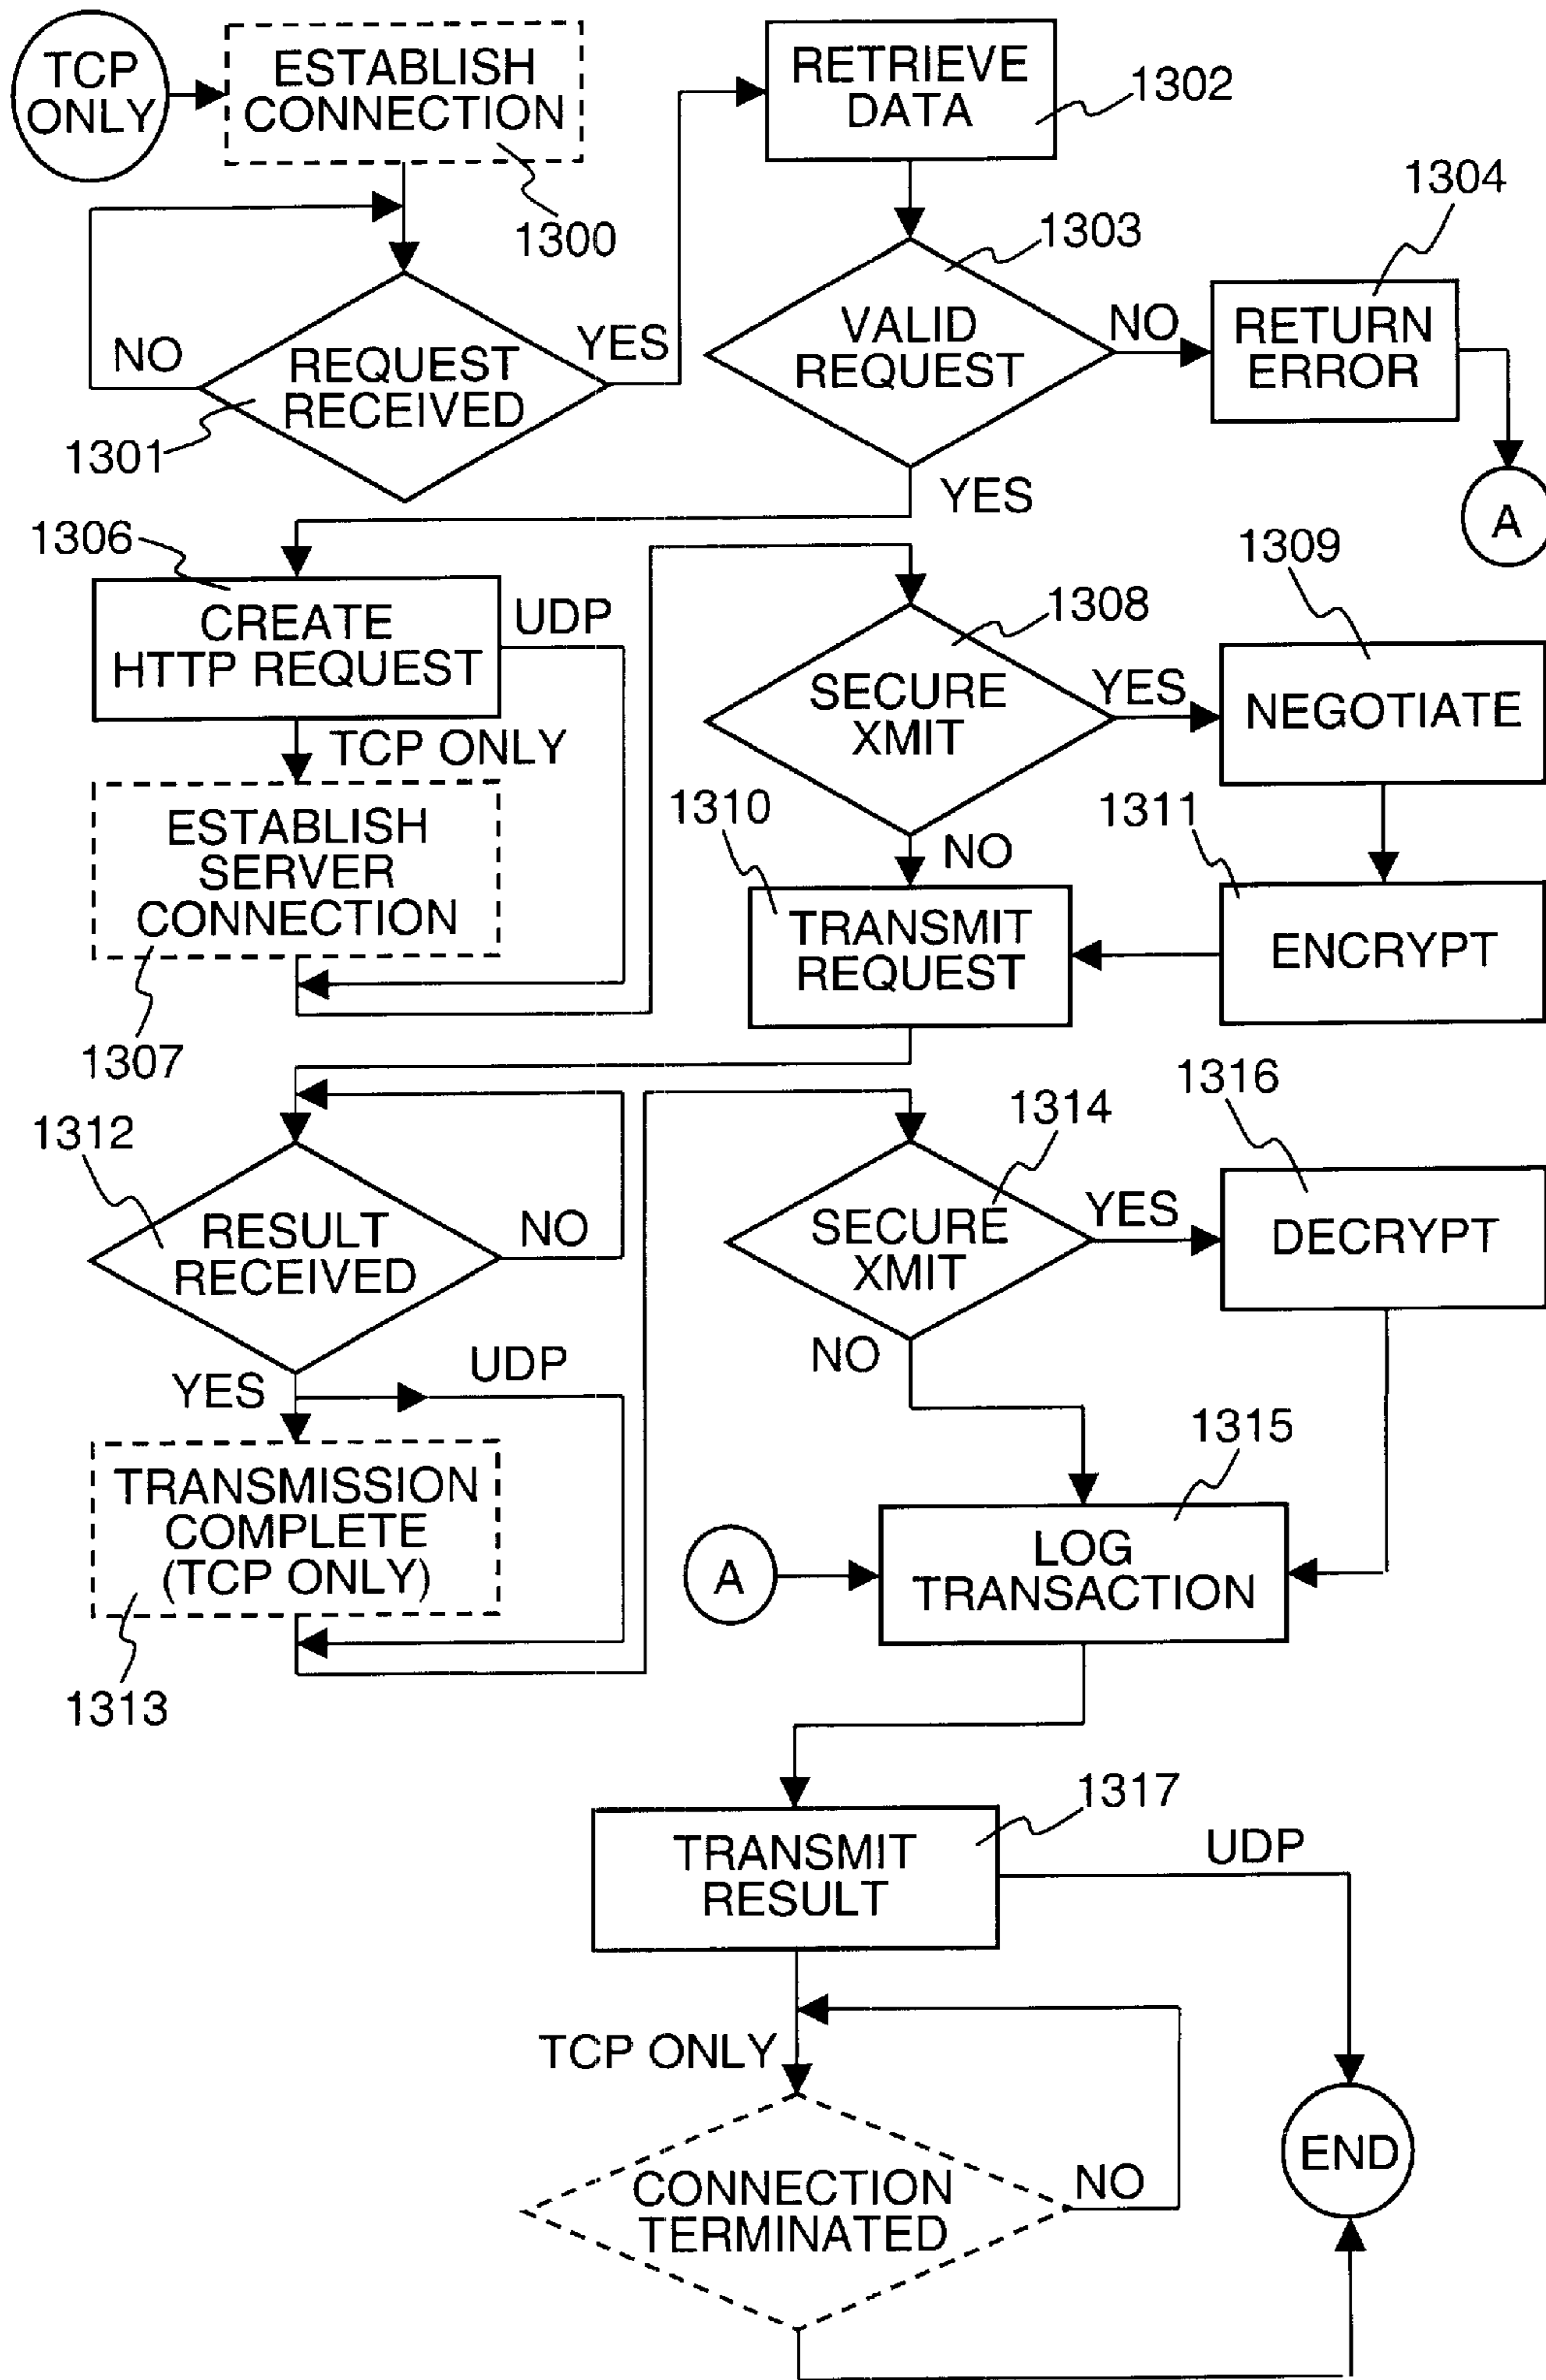 TCP
ONLY
ESTABLISH
CONNECTION
1300
RETRIEVE
DATA
1302
1304
1303
NO
REQUEST
RECEIVED
YES
1301
VALID
REQUEST
NO
RETURN
ERROR
YES
A
1306
CREATE
HTTP REQUEST
UDP
TCP ONLY
ESTABLISH
SERVER
CONNECTION
1307
1308
1309
SECURE
XMIT
YES
NEGOTIATE
1310
NO
1311
TRANSMIT
REQUEST
ENCRYPT
1312
RESULT
RECEIVED
NO
YES
UDP
TRANSMISSION
COMPLETE
(TCP ONLY)
1313
1314
1316
SECURE
XMIT
YES
DECRYPT
NO
1315
A
LOG
TRANSACTION
1317
TRANSMIT
RESULT
UDP
TCP ONLY
CONNECTION
TERMINATED
NO
END